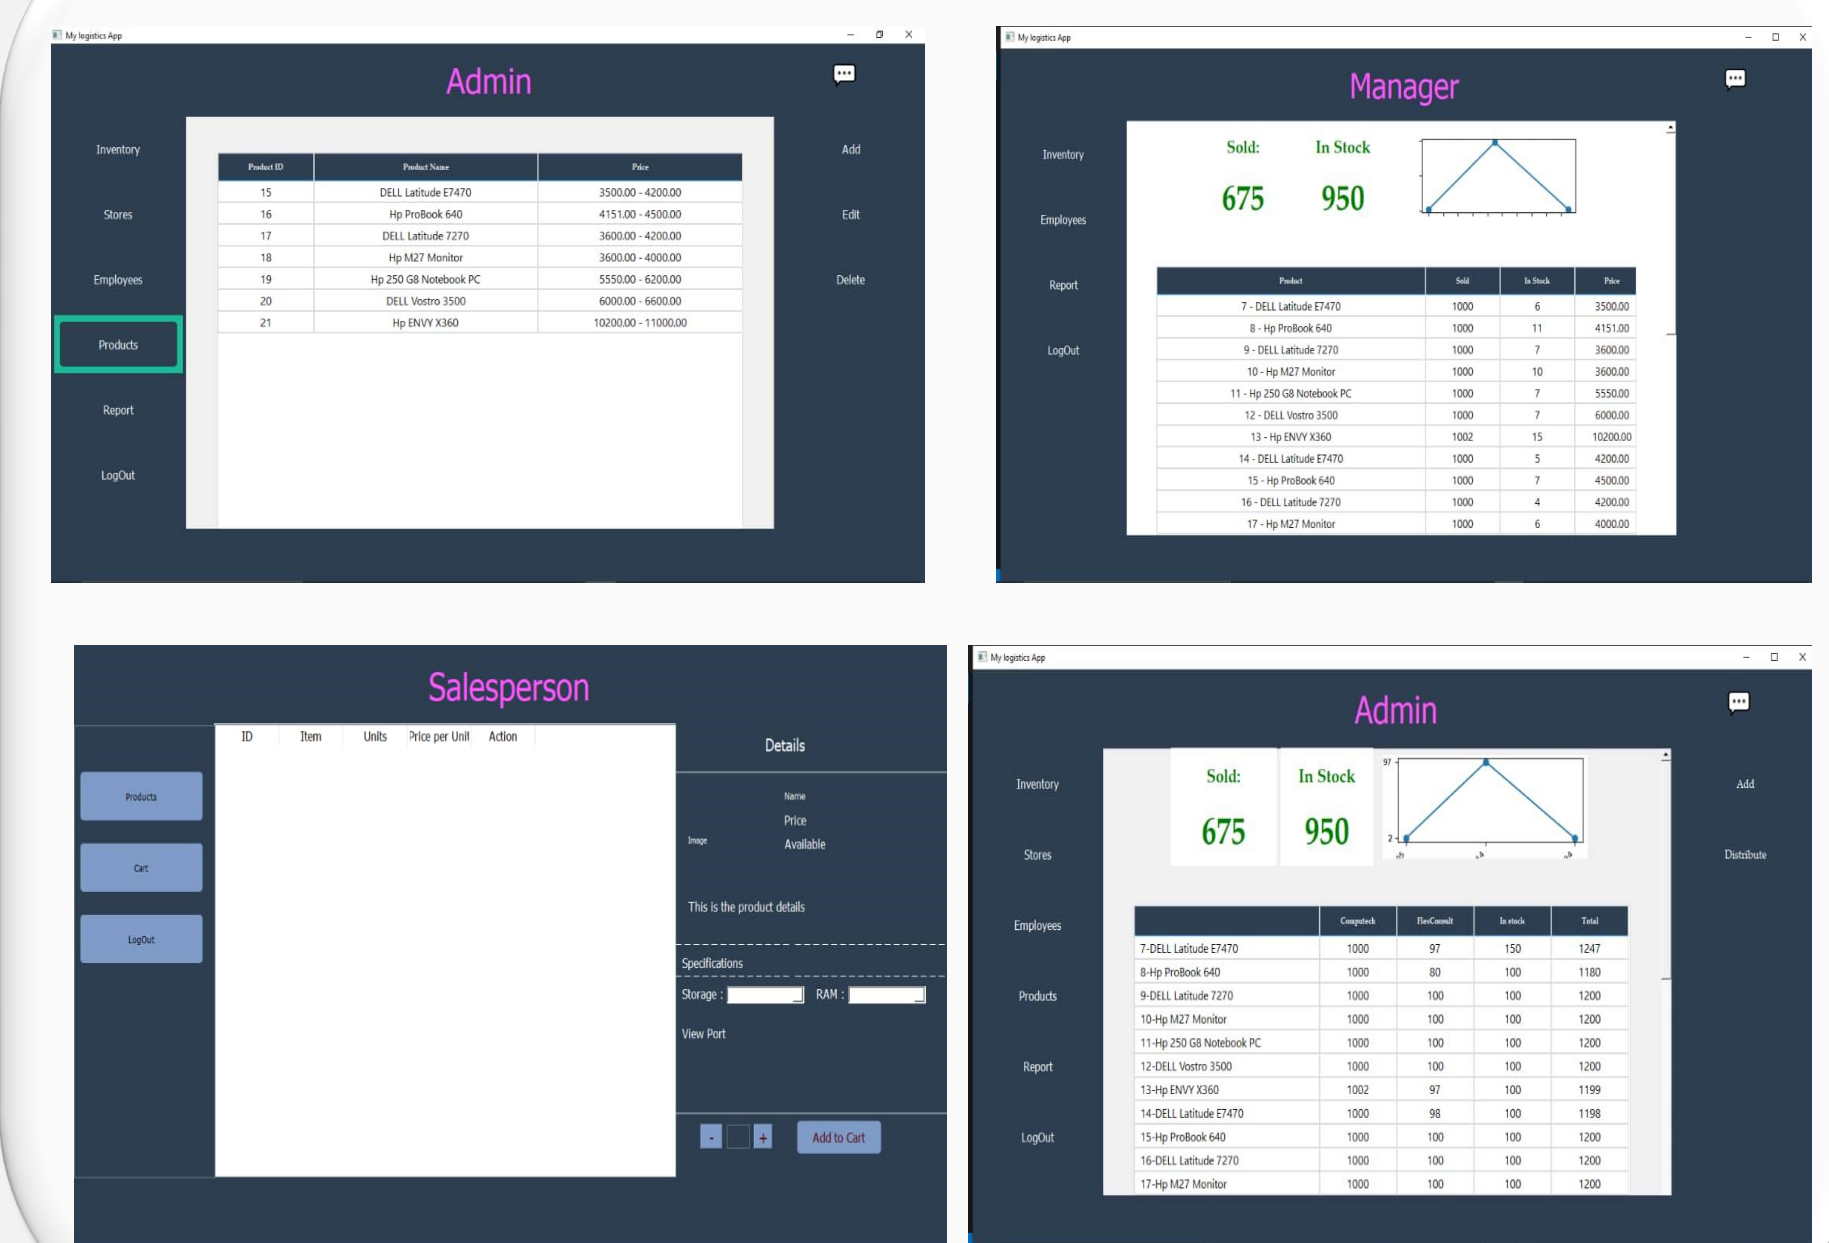 My logistics App
Admin
Inventory
Stores
Employees
Products
Report
LogOut
Product ID Product Name Price
15 DELL Latitude E7470 3500.00 - 4200.00
16 Hp ProBook 640 4151.00 - 4500.00
17 DELL Latitude 7270 3600.00 - 4200.00
18 Hp M27 Monitor 3600.00 - 4000.00
19 Hp 250 G8 Notebook PC 5550.00 - 6200.00
20 DELL Vostro 3500 6000.00 - 6600.00
21 Hp ENVY X360 10200.00 - 11000.00
Add
Edit
Delete
My logistics App
Manager
Inventory
Employees
Report
LogOut
Sold: In Stock
675 950
Product Sold In Stock Price
7 - DELL Latitude E7470 1000 6 3500.00
8 - Hp ProBook 640 1000 11 4151.00
9 - DELL Latitude 7270 1000 7 3600.00
10 - Hp M27 Monitor 1000 10 3600.00
11 - Hp 250 G8 Notebook PC 1000 7 5550.00
12 - DELL Vostro 3500 1000 7 6000.00
13 - Hp ENVY X360 1002 15 10200.00
14 - DELL Latitude E7470 1000 5 4200.00
15 - Hp ProBook 640 1000 7 4500.00
16 - DELL Latitude 7270 1000 4 4200.00
17 - Hp M27 Monitor 1000 6 4000.00
Salesperson
Products
Cart
LogOut
ID Item Units Price per Unit Action
Details
Name
Price
Image
Available
This is the product details
Specifications
Storage : RAM :
View Port
- + Add to Cart
My logistics App
Admin
Inventory
Stores
Employees
Products
Report
LogOut
Sold: In Stock
675 950
97
2
Computech FlexConsult In stock Total
7-DELL Latitude E7470 1000 97 150 1247
8-Hp ProBook 640 1000 80 100 1180
9-DELL Latitude 7270 1000 100 100 1200
10-Hp M27 Monitor 1000 100 100 1200
11-Hp 250 G8 Notebook PC 1000 100 100 1200
12-DELL Vostro 3500 1000 100 100 1200
13-Hp ENVY X360 1002 97 100 1199
14-DELL Latitude E7470 1000 98 100 1198
15-Hp ProBook 640 1000 100 100 1200
16-DELL Latitude 7270 1000 100 100 1200
17-Hp M27 Monitor 1000 100 100 1200
Add
Distribute